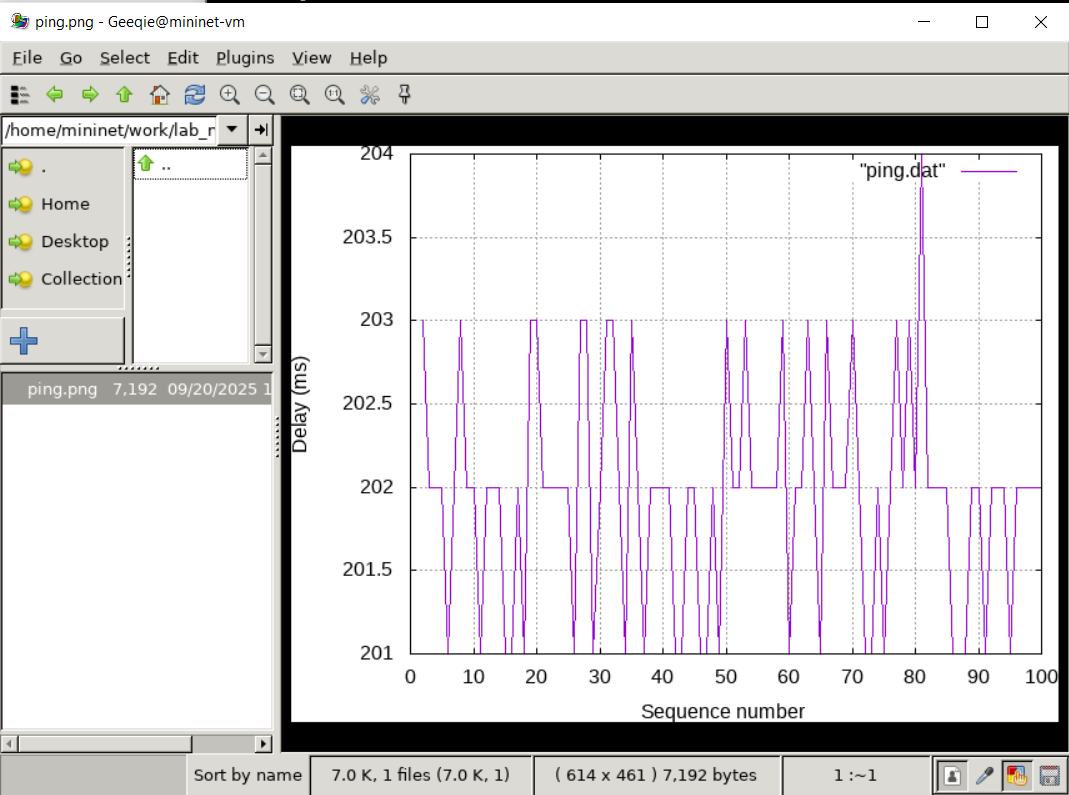 ping.png - Geeqie@mininet-vm
File Go Select Edit Plugins View Help
/home/mininet/work/lab_r
.
..
Home
Desktop
Collection
ping.png 7,192 09/20/2025 1
204
"ping.dat"
203.5
203
202.5
Delay (ms)
202
201.5
201
0 10 20 30 40 50 60 70 80 90 100
Sequence number
Sort by name 7.0 K, 1 files (7.0 K, 1) ( 614 x 461 ) 7,192 bytes 1 :~1